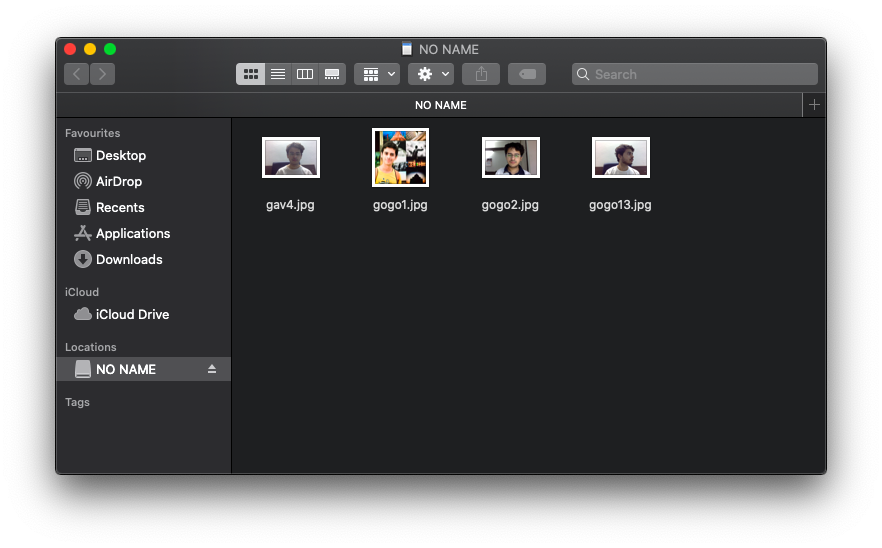 NO NAME
Search
NO NAME
Favourites
Desktop
AirDrop
Recents
Applications
Downloads
iCloud
iCloud Drive
Locations
NO NAME
Tags
gav4.jpg
gogo1.jpg
gogo2.jpg
gogo13.jpg